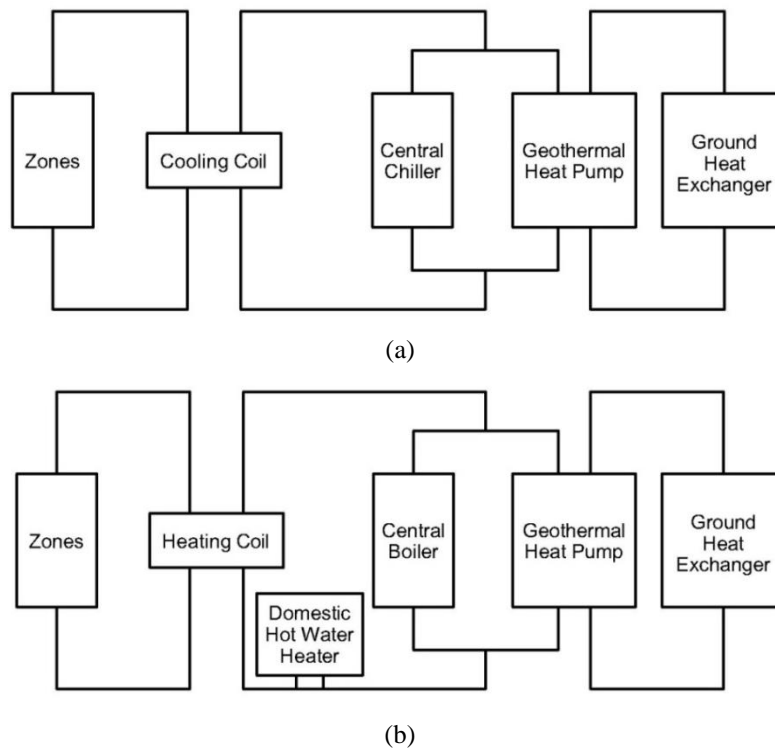 Zones
Cooling Coil
Central
Chiller
Geothermal
Heat Pump
Ground
Heat
Exchanger
(a)
Zones
Heating Coil
Domestic
Hot Water
Heater
Central
Boiler
Geothermal
Heat Pump
Ground
Heat
Exchanger
(b)